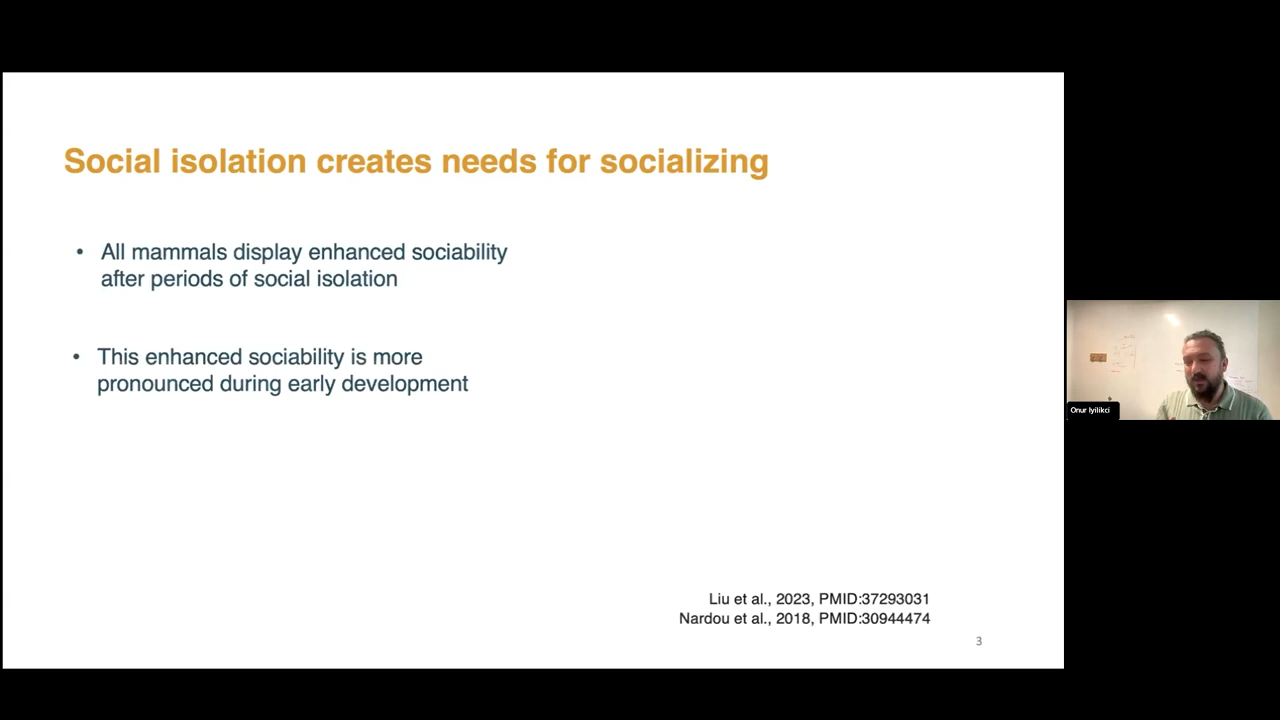 Social isolation creates needs for socializing
• All mammals display enhanced sociability
after periods of social isolation
• This enhanced sociability is more
pronounced during early development
Liu et al., 2023, PMID:37293031
Nardou et al., 2018, PMID:30944474
3
Onur Iyilikci